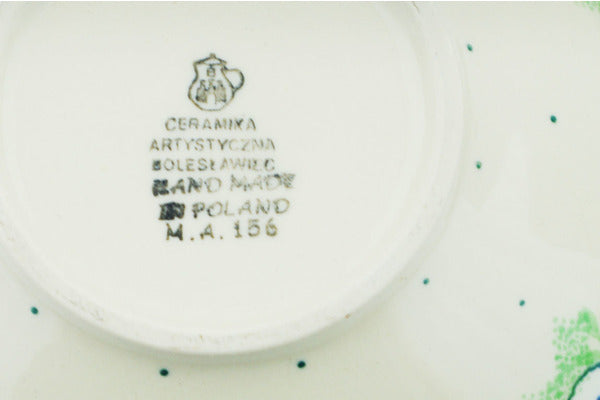 CERAMIKA
ARTYSTYCZNA
BOLESŁAWIEC
HAND MADE
IN POLAND
M.A. 156